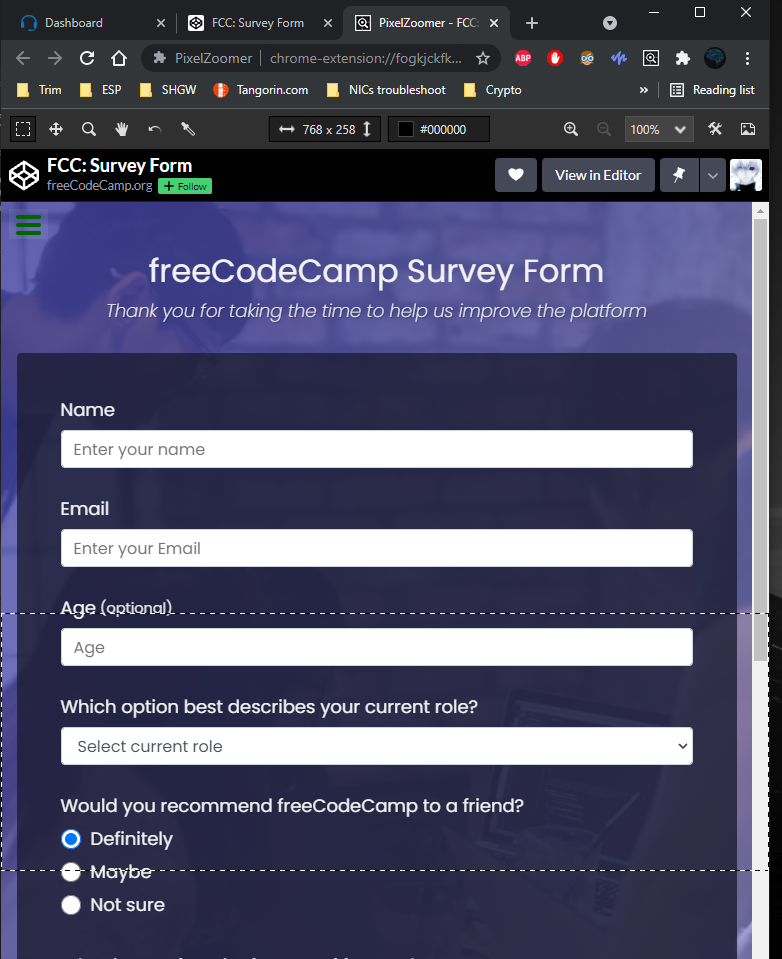 Dashboard
FCC: Survey Form
PixelZoomer - FCC:
PixelZoomer | chrome-extension://fogkjckfk...
ABP
Trim
ESP
SHGW
Tangorin.com
NICs troubleshoot
Crypto
»
Reading list
768 x 258
#000000
100%
FCC: Survey Form
freeCodeCamp.org + Follow
View in Editor
freeCodeCamp Survey Form
Thank you for taking the time to help us improve the platform
Name
Enter your name
Email
Enter your Email
Age (optional)
Age
Which option best describes your current role?
Select current role
Would you recommend freeCodeCamp to a friend?
Definitely
Maybe
Not sure